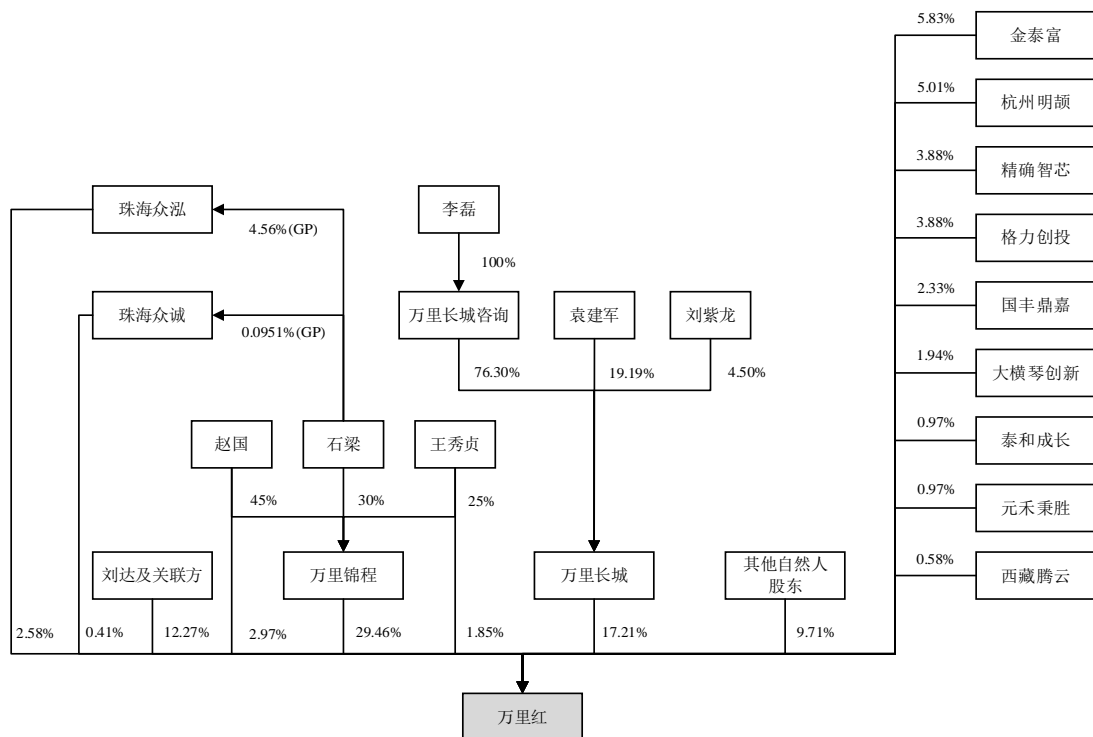 5.83%
金泰富
5.01%
杭州明颉
3.88%
精确智芯
珠海众泓
4.56%(GP)
李磊
3.88%
格力创投
100%
珠海众诚
0.0951%(GP)
万里长城咨询
袁建军
刘紫龙
2.33%
国丰鼎嘉
76.30%
19.19%
4.50%
1.94%
大横琴创新
赵国
石梁
王秀贞
0.97%
泰和成长
45%
30%
25%
0.97%
元禾秉胜
刘达及关联方
万里锦程
万里长城
其他自然人
股东
0.58%
西藏腾云
2.58%
0.41%
12.27%
2.97%
29.46%
1.85%
17.21%
9.71%
万里红